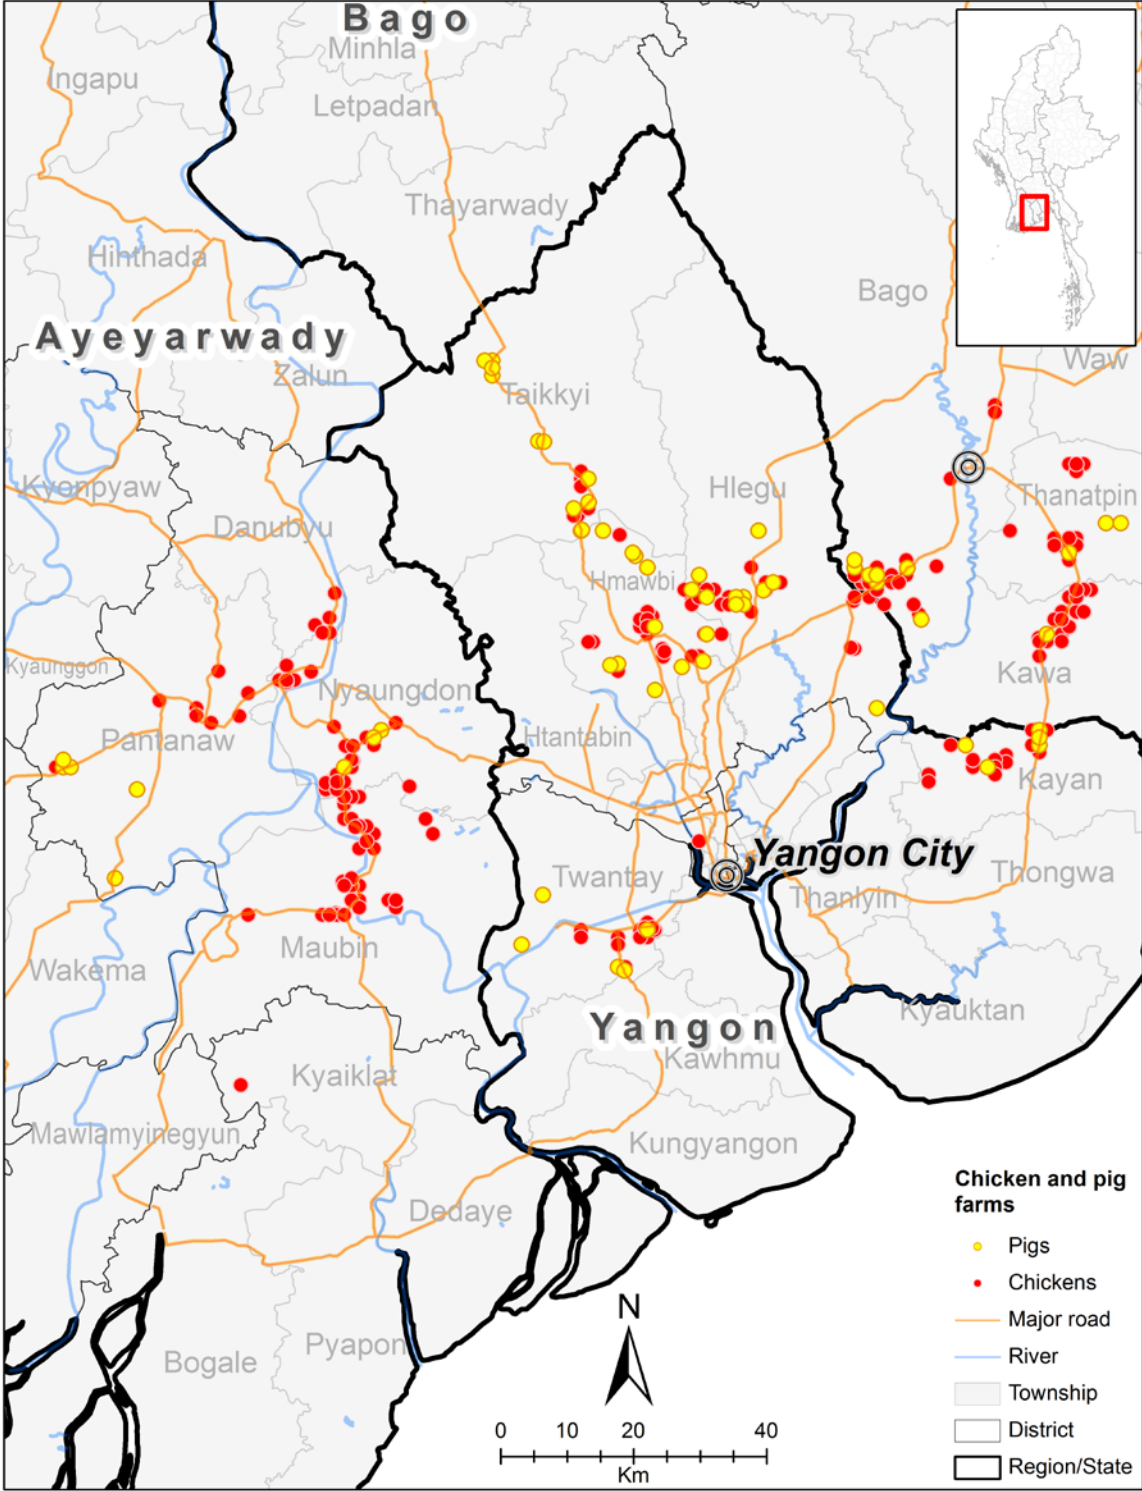 Bago
Minhla
Ingapu
Letpadan
Thayarwady
Hinthada
Bago
Ayeyarwady
Waw
Zalun
Taikkyi
Kyonpyaw
Hlegu
Thanatpin
Danubyu
Hmawbi
Kyaunggon
Kawa
Nyaungdon
Pantanaw
Htantabin
Kayan
Yangon City
Thongwa
Twantay
Thanlyin
Maubin
Wakema
Kyauktan
Yangon
Kawhmu
Kyaiklat
Mawlamyinegyun
Kungyangon
Dedaye
Pyapon
Bogale
N
0 10 20 40
Km
Chicken and pig
farms
Pigs
Chickens
Major road
River
Township
District
Region/State